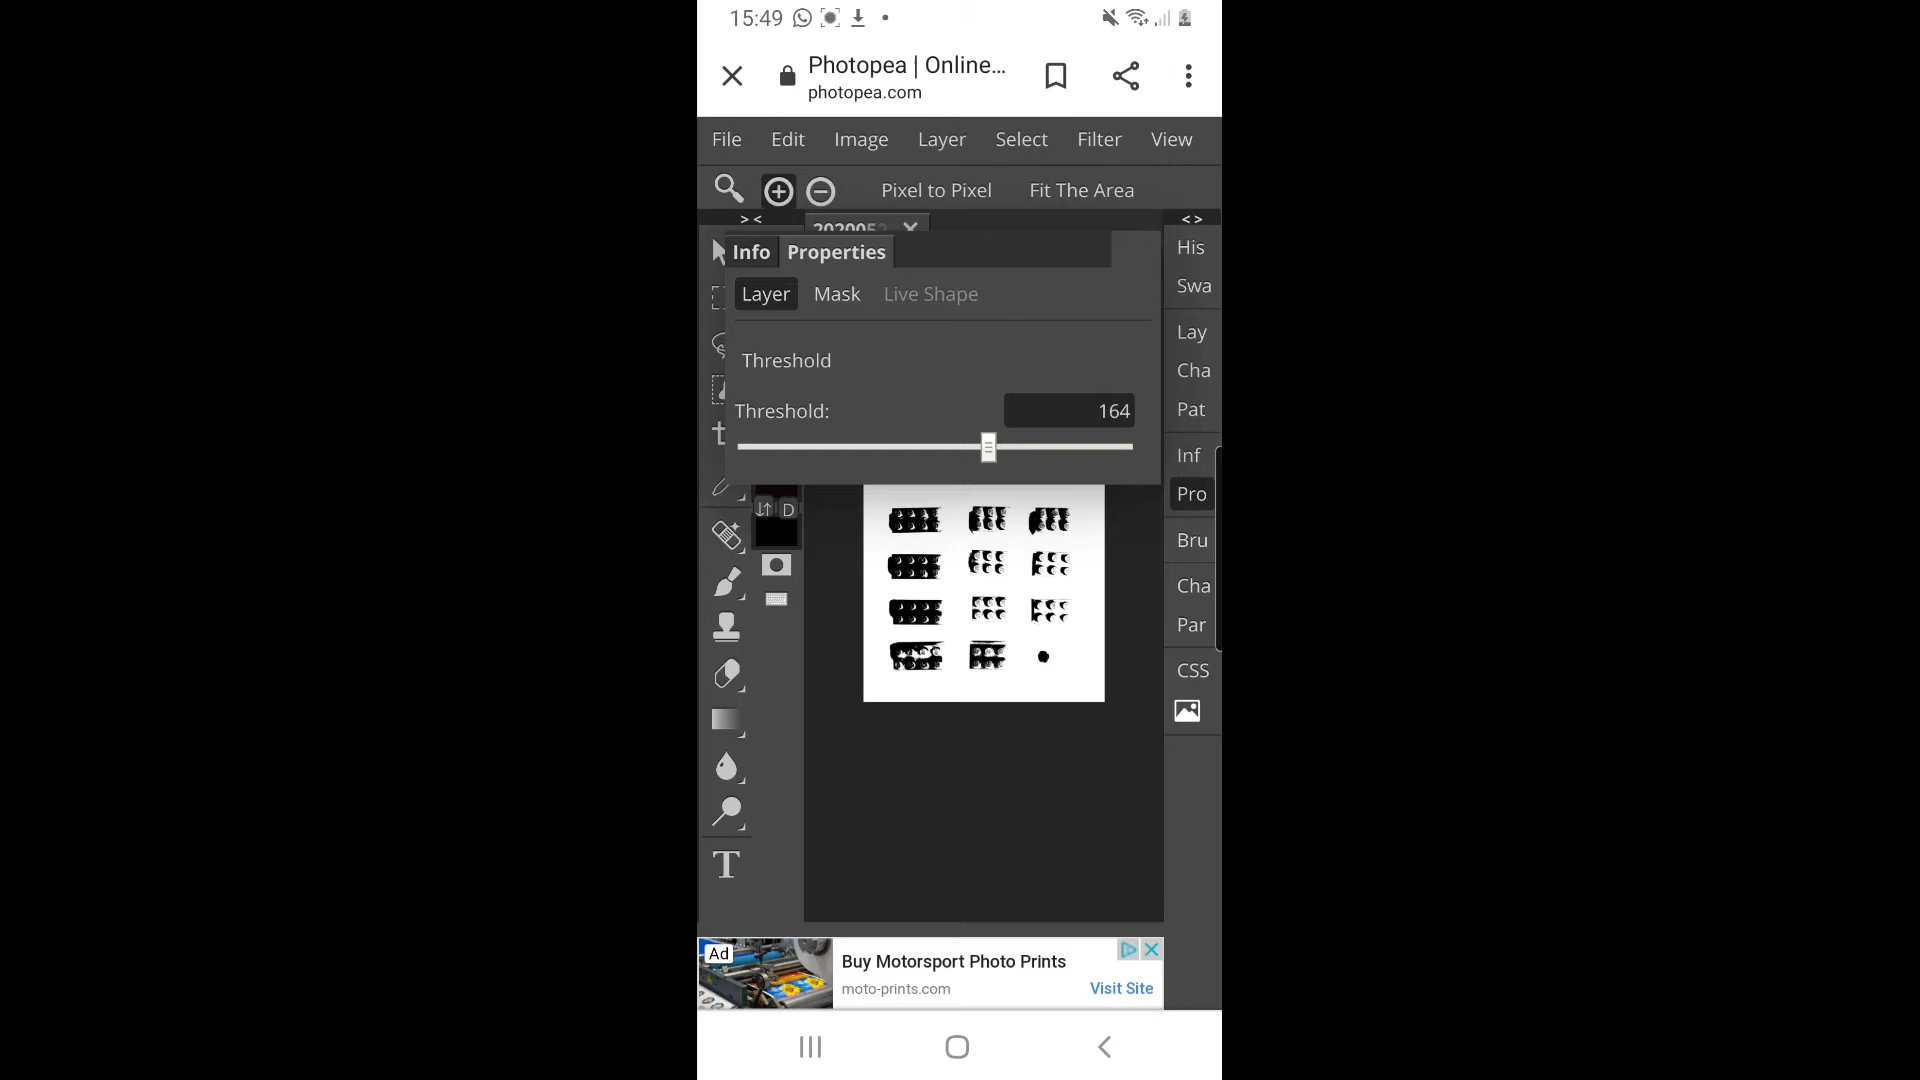 15:49
Photopea | Online...
photopea.com
File Edit Image Layer Select Filter View
Pixel to Pixel Fit The Area
> < < >
Info Properties
Layer Mask Live Shape
Threshold
Threshold: 164
D
His
Swa
Lay
Cha
Pat
Inf
Pro
Bru
Cha
Par
CSS
T
Ad
Buy Motorsport Photo Prints
moto-prints.com
Visit Site